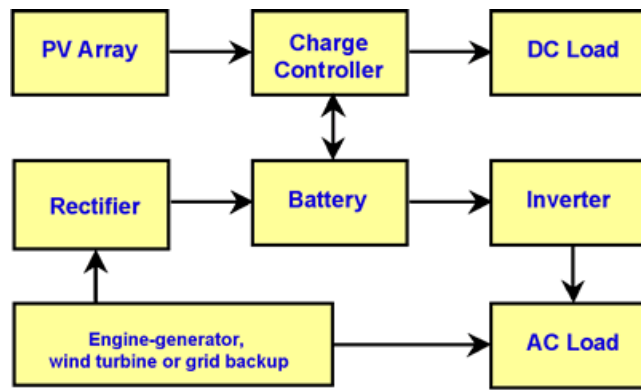 PV Array
Charge
Controller
DC Load
Rectifier
Battery
Inverter
Engine-generator,
wind turbine or grid backup
AC Load